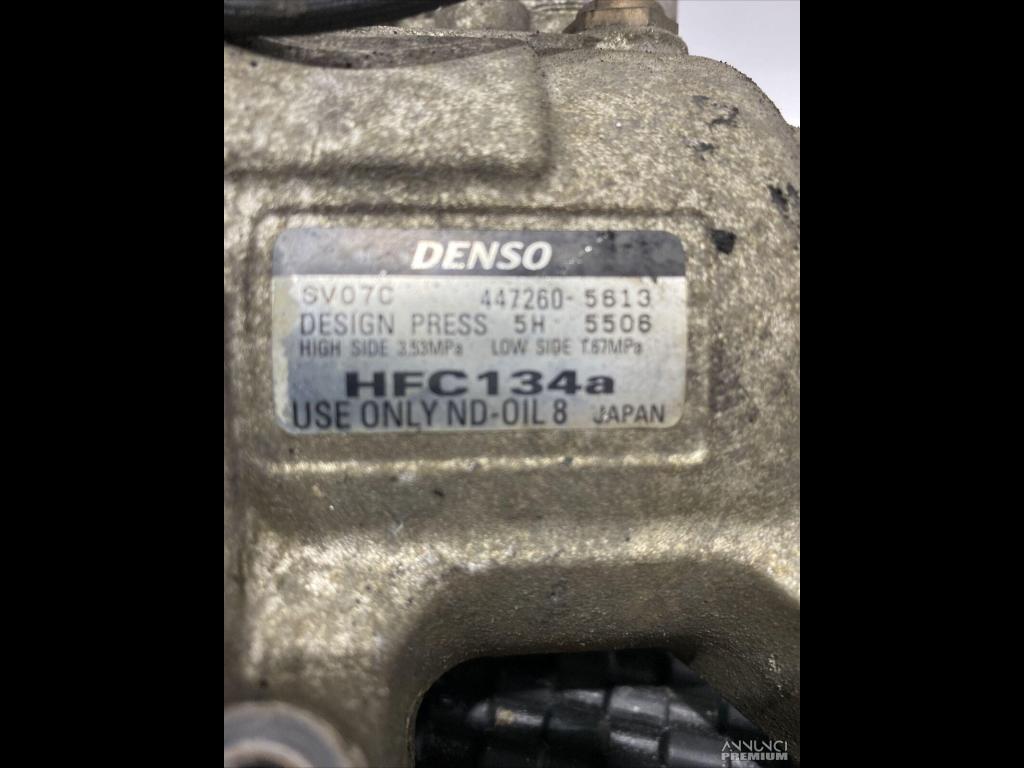 DENSO
SV07C 447260-5613
DESIGN PRESS 5H 5506
HIGH SIDE 3.53MPa LOW SIDE 1.67MPa
HFC134a
USE ONLY ND-OIL 8 JAPAN
ANNUNCI
PREMIUM